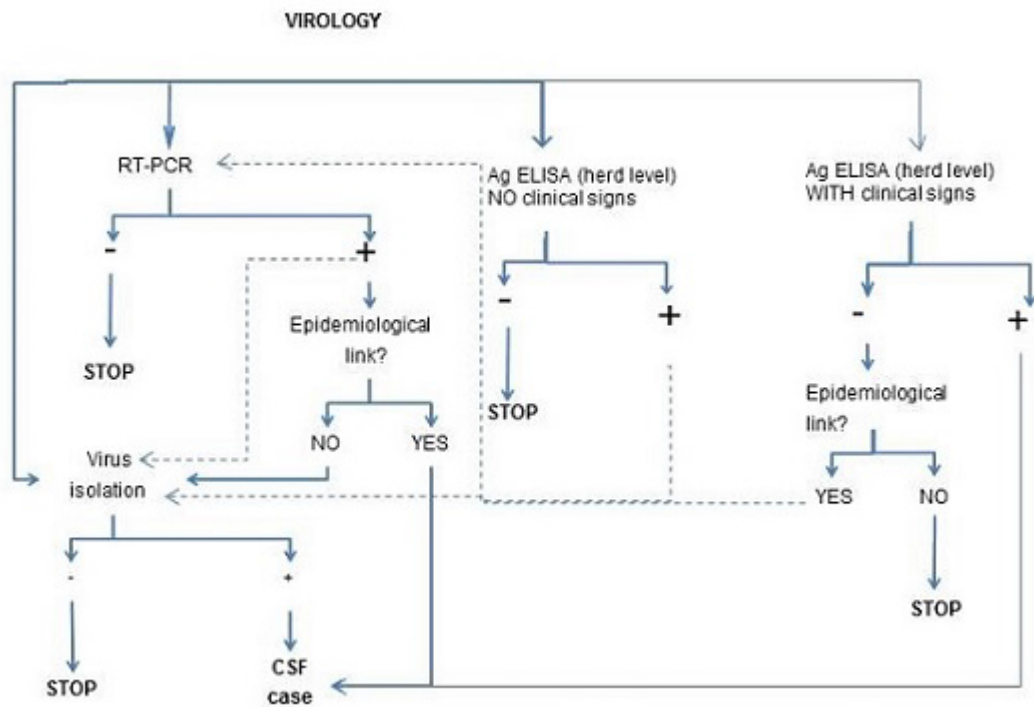 VIROLOGY
RT-PCR
Ag ELISA (herd level)
NO clinical signs
Ag ELISA (herd level)
WITH clinical signs
-
+
-
+
-
+
Epidemiological
link?
STOP
STOP
Epidemiological
link?
NO
YES
Virus
isolation
YES
NO
-
+
STOP
CSF
case
STOP